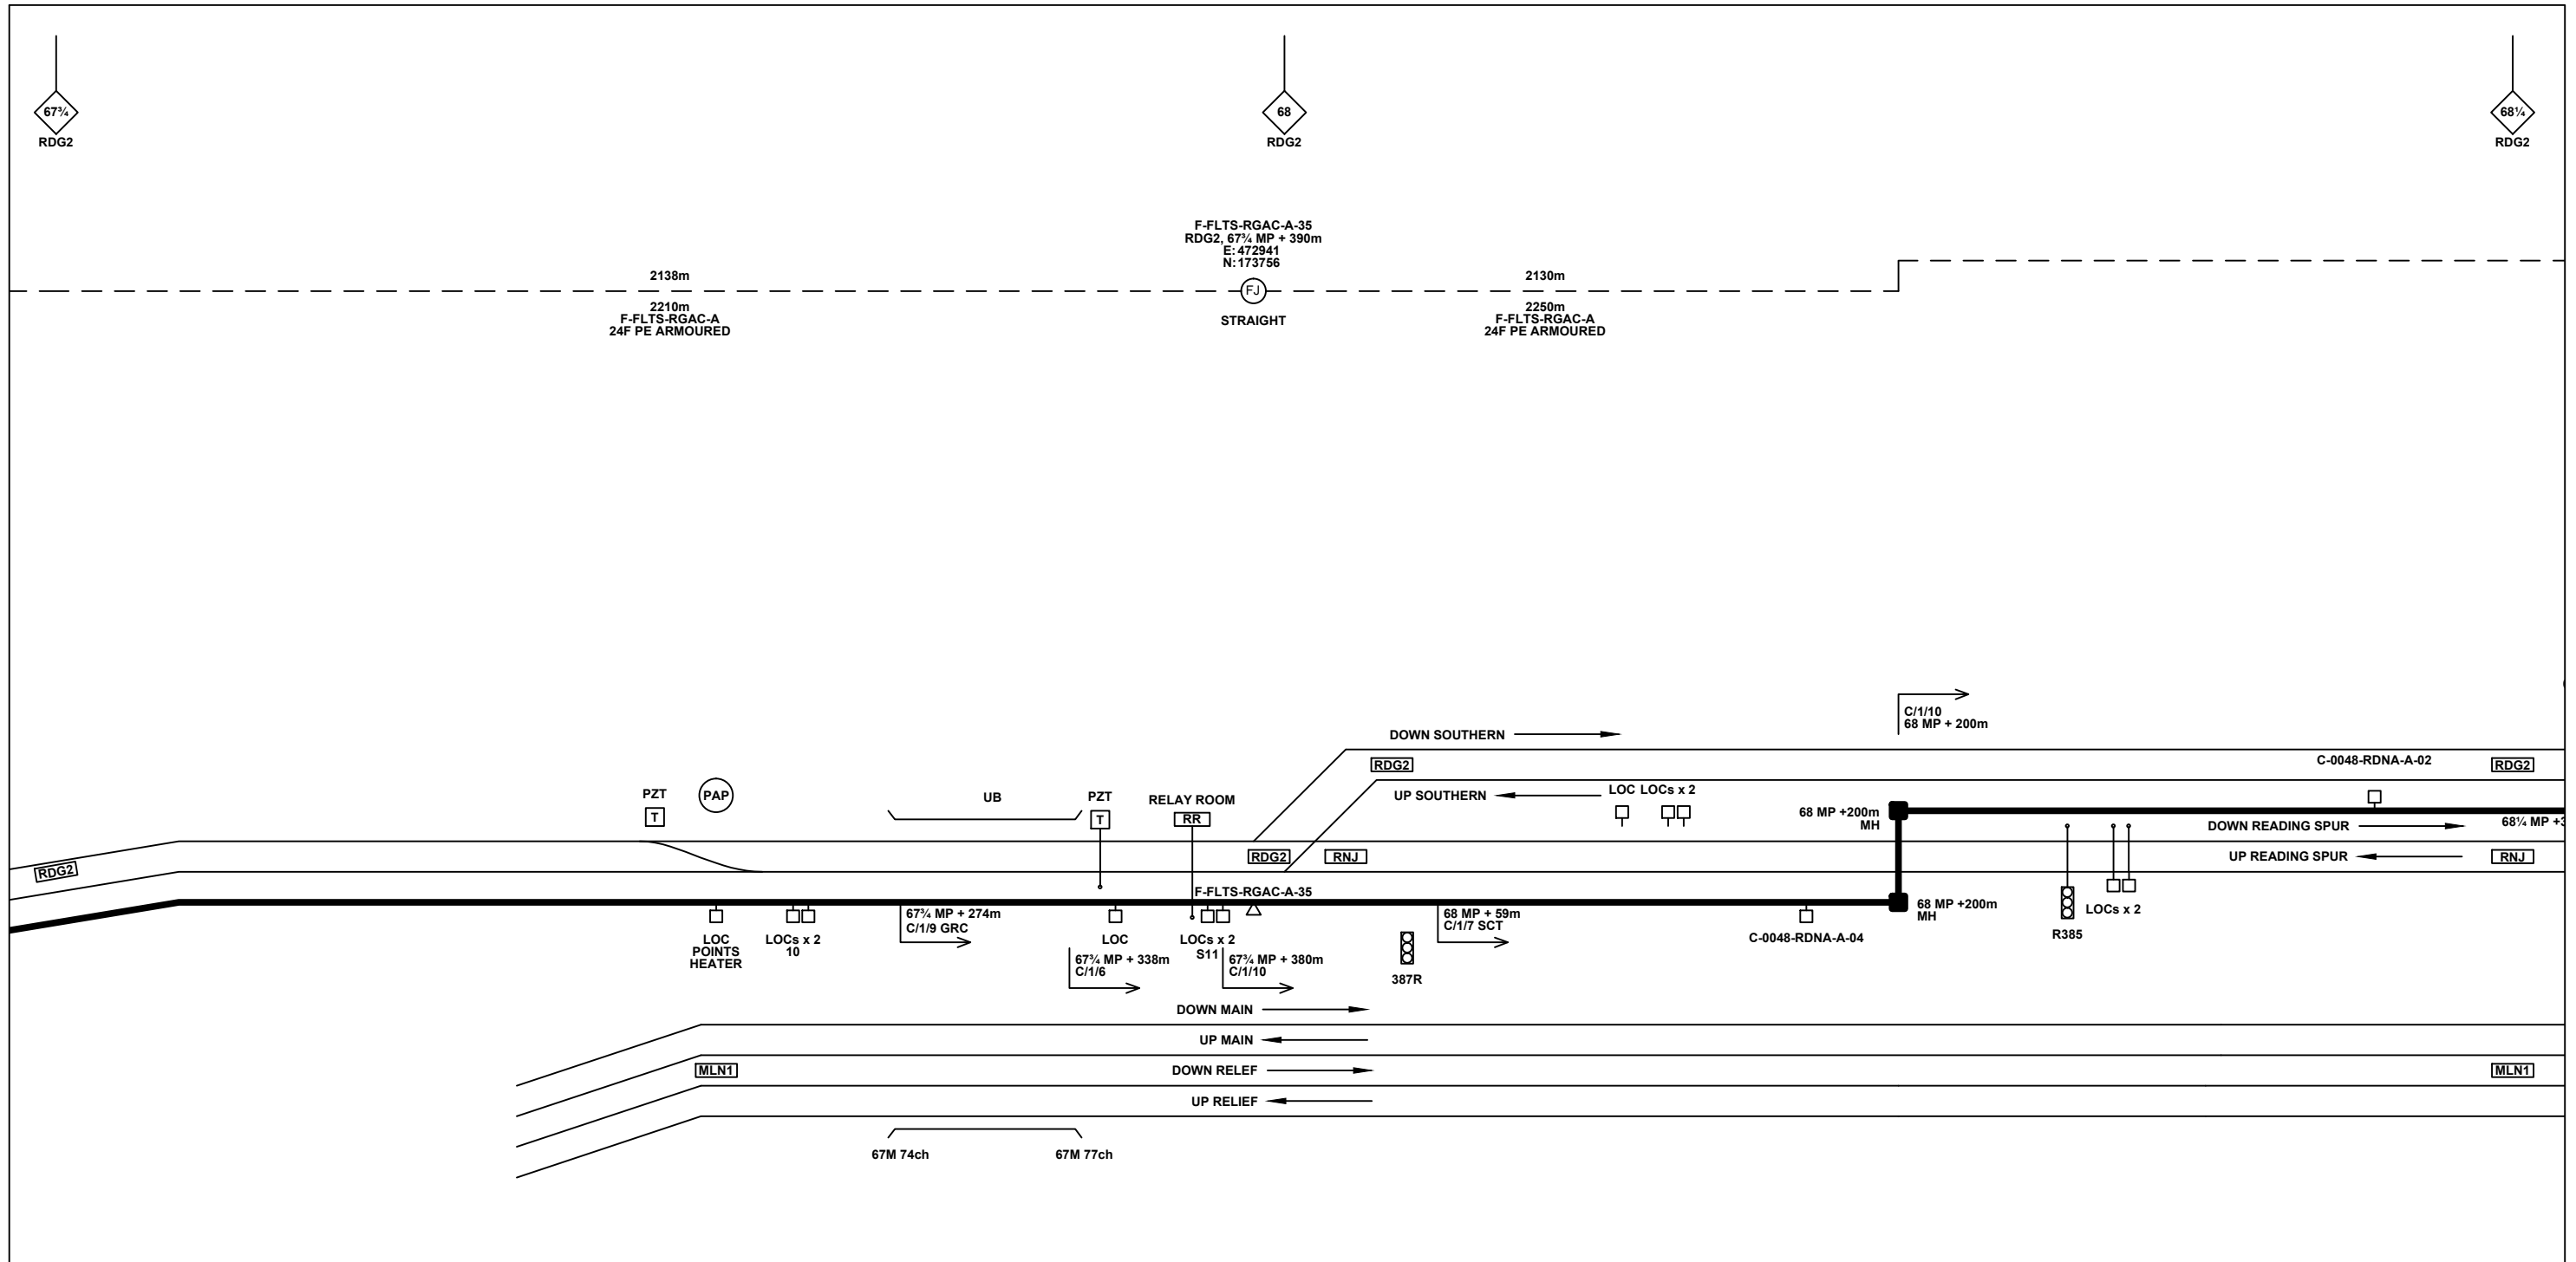 67¾
RDG2
68
RDG2
68¼
RDG2
F-FLTS-RGAC-A-35
RDG2, 67¾ MP + 390m
E: 472941
N: 173756
2138m
FJ
2130m
2210m
F-FLTS-RGAC-A
24F PE ARMOURED
STRAIGHT
2250m
F-FLTS-RGAC-A
24F PE ARMOURED
C/1/10
68 MP + 200m
DOWN SOUTHERN
RDG2
C-0048-RDNA-A-02
RDG2
PZT
T
PAP
UB
PZT
T
RELAY ROOM
RR
UP SOUTHERN
LOC
LOCs x 2
68 MP +200m
MH
DOWN READING SPUR
68¼ MP +3
RDG2
RDG2
RNJ
UP READING SPUR
RNJ
F-FLTS-RGAC-A-35
67¾ MP + 274m
C/1/9 GRC
68 MP + 59m
C/1/7 SCT
68 MP +200m
MH
LOCs x 2
R385
LOC
POINTS
HEATER
LOCs x 2
10
LOC
LOCs x 2
S11
C-0048-RDNA-A-04
67¾ MP + 338m
C/1/6
67¾ MP + 380m
C/1/10
387R
DOWN MAIN
UP MAIN
MLN1
DOWN RELEF
MLN1
UP RELIEF
67M 74ch
67M 77ch